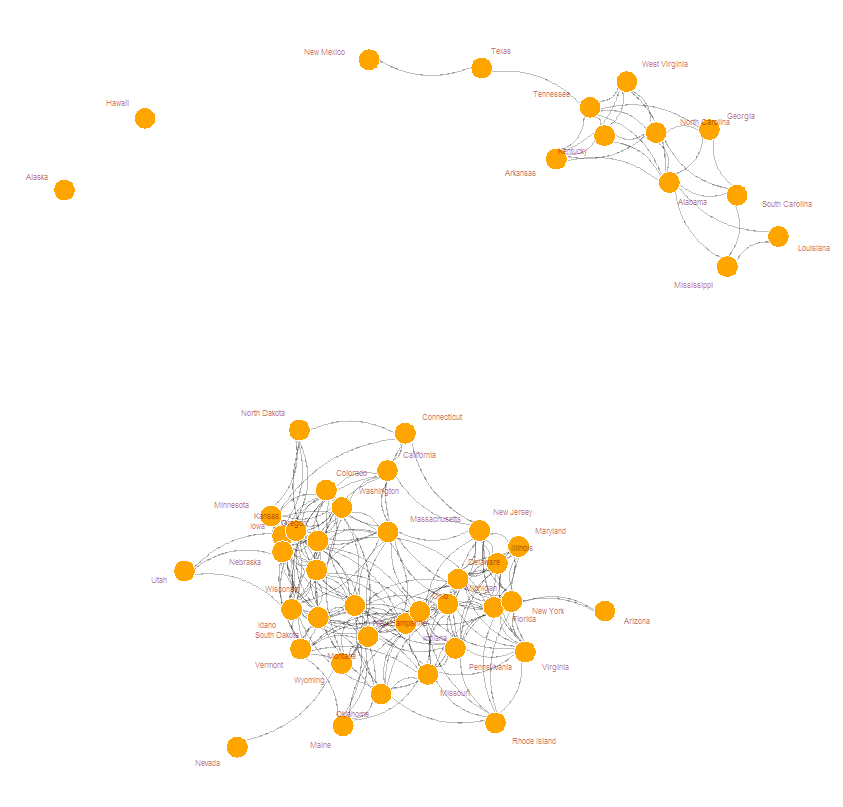 New Mexico
Texas
West Virginia
Hawaii
Tennessee
Georgia
North Carolina
Kentucky
Arkansas
Alaska
Alabama
South Carolina
Louisiana
Mississippi
North Dakota
Connecticut
California
Colorado
Washington
Minnesota
New Jersey
Kansas
Massachusetts
Iowa
Maryland
Illinois
Nebraska
Delaware
Utah
Wisconsin
Michigan
Ohio
New York
Arizona
Florida
Idaho
South Dakota
Indiana
Montana
Vermont
Pennsylvania
Virginia
Wyoming
Missouri
Oklahoma
Rhode Island
Maine
Nevada